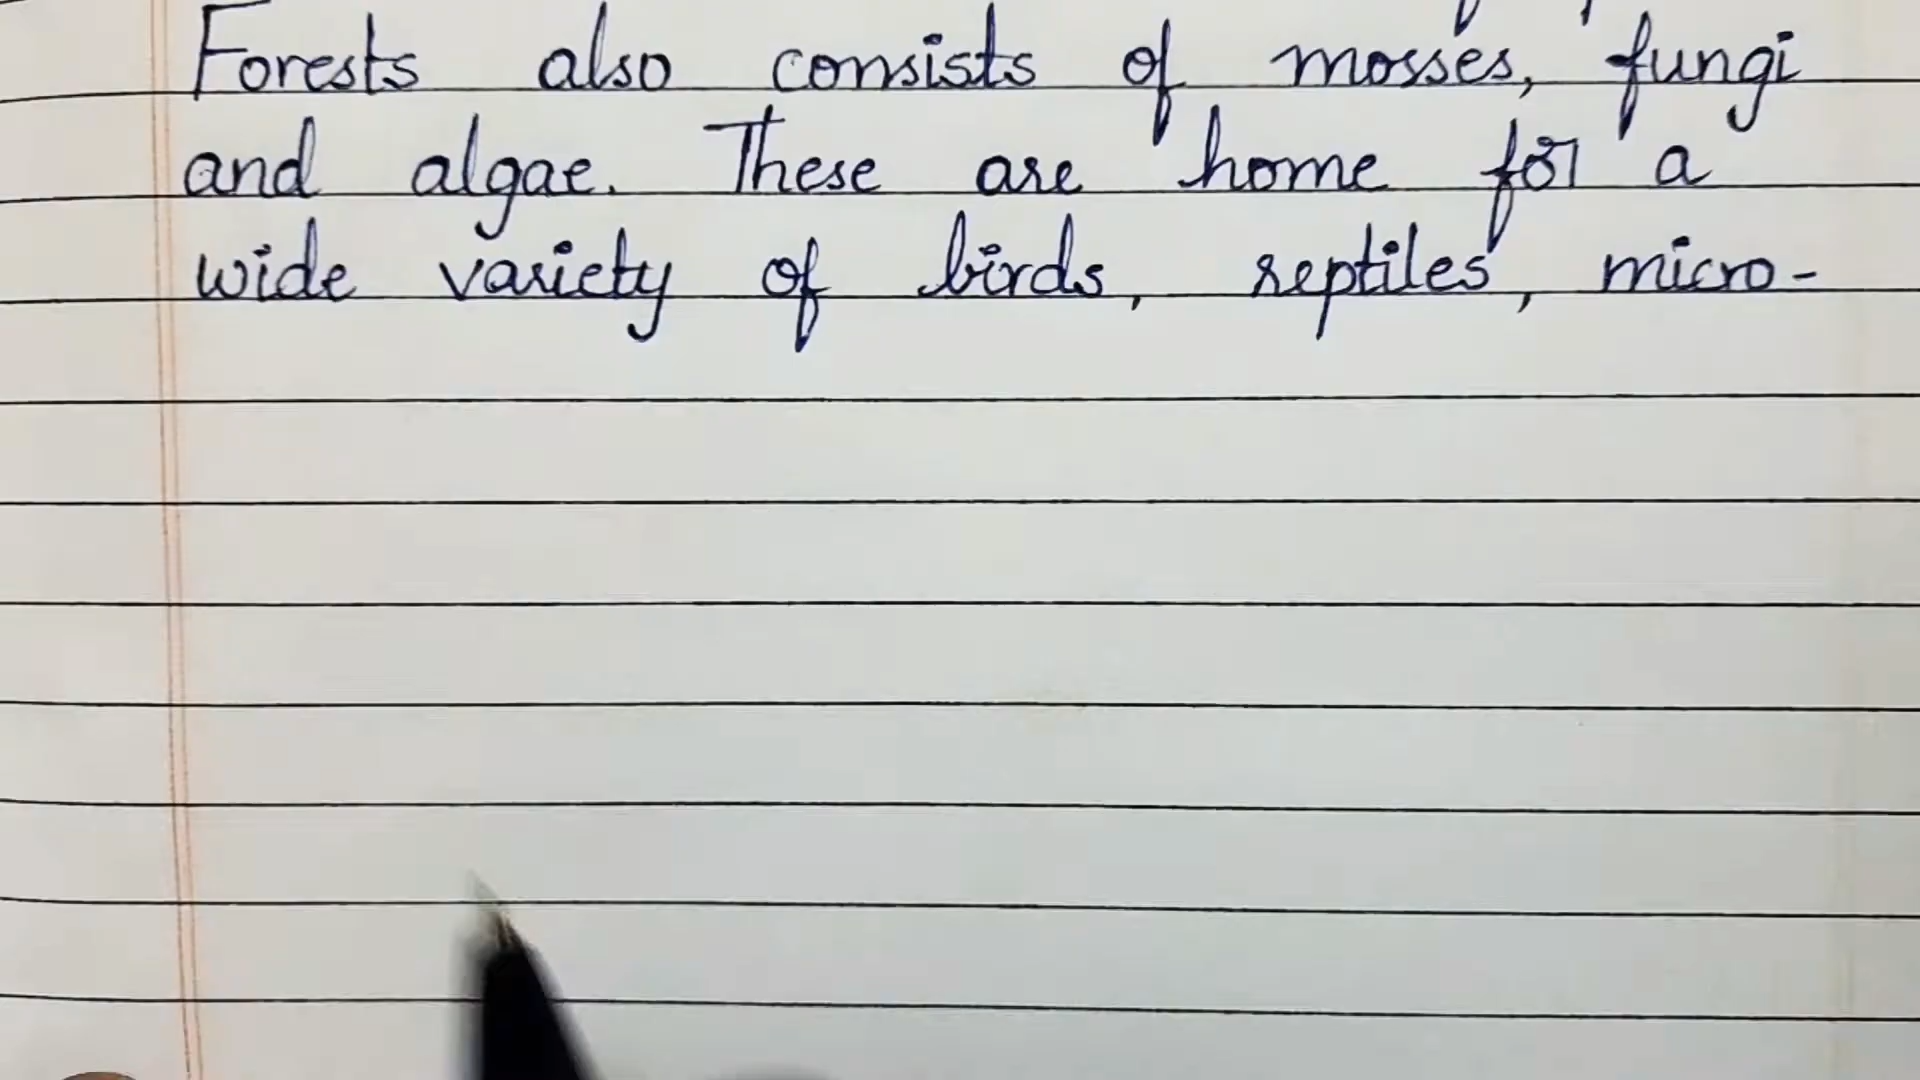 Forests also consists of mosses, fungi
and algae. These are home for a
wide variety of birds, reptiles, micro-